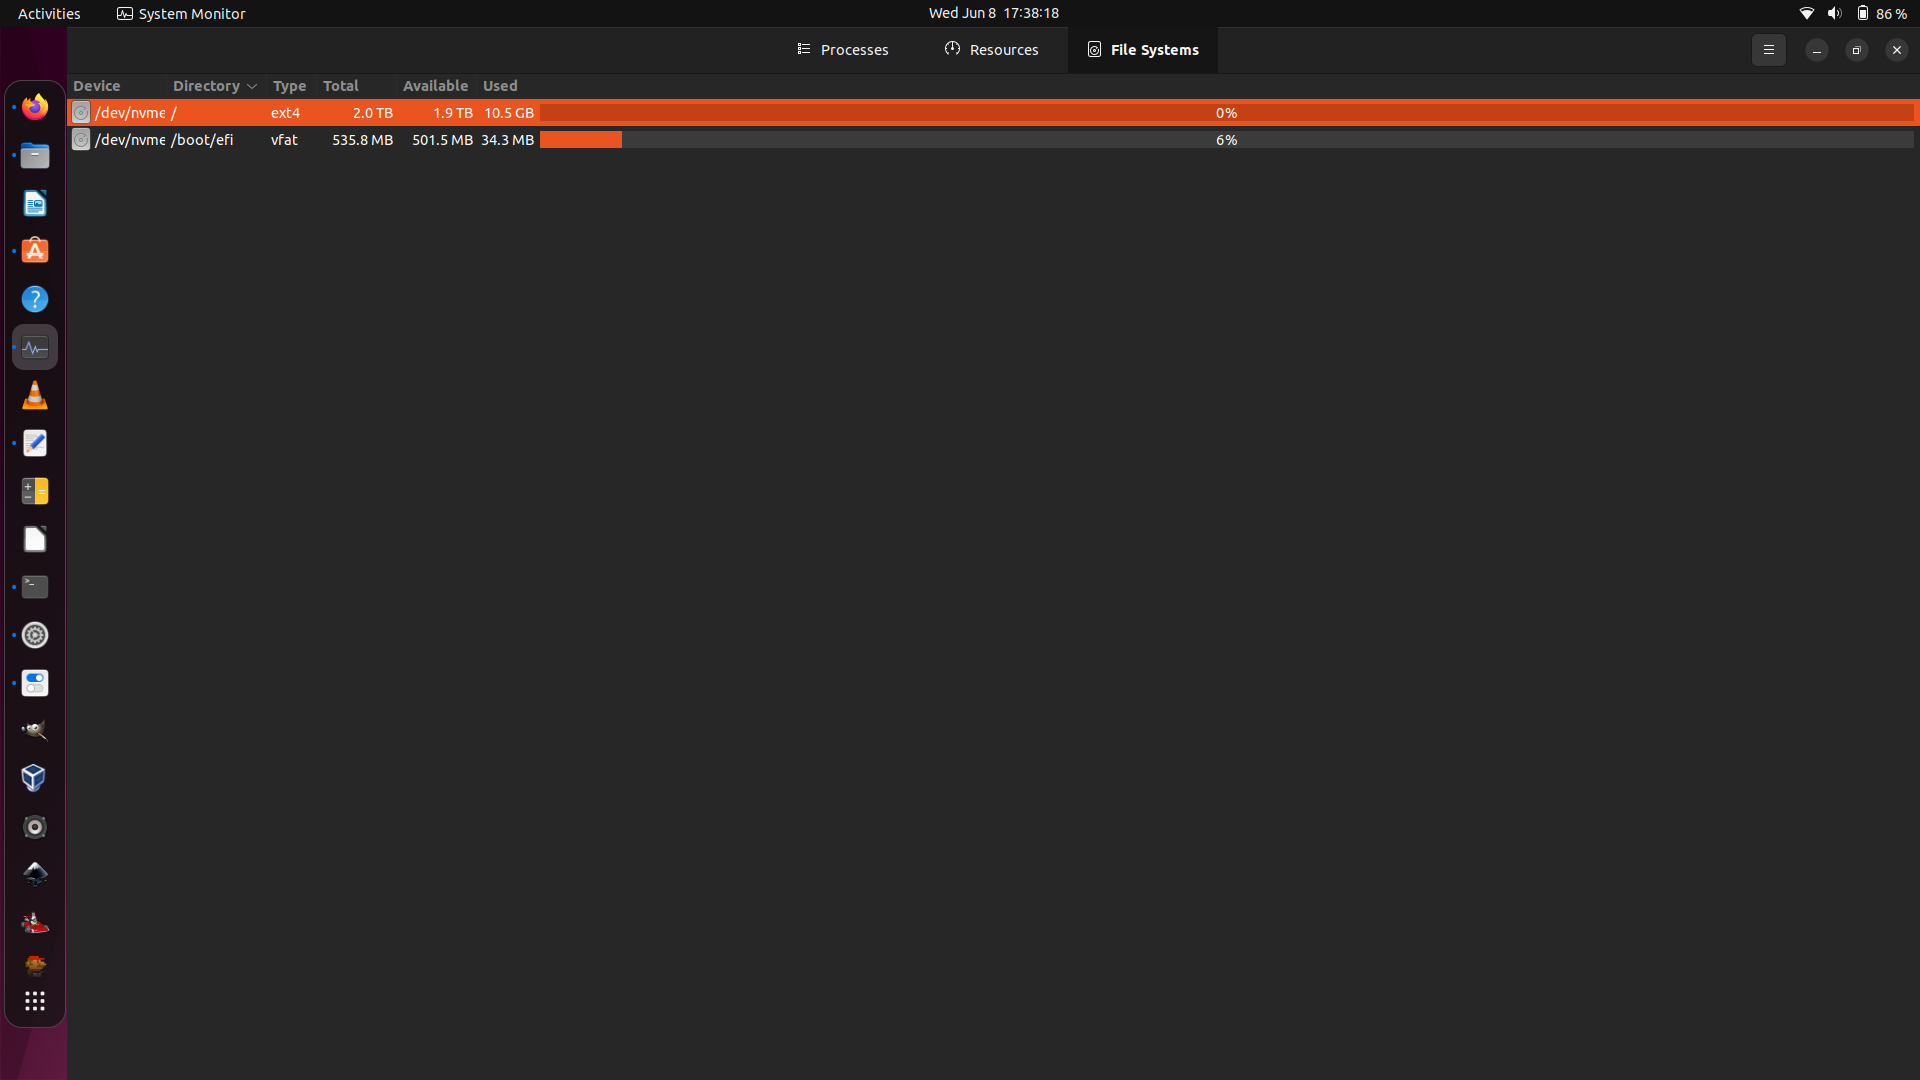 Activities System Monitor Wed Jun 8 17:38:18 86 %
Processes Resources File Systems
Device Directory Type Total Available Used
/dev/nvme / ext4 2.0 TB 1.9 TB 10.5 GB 0%
/dev/nvme /boot/efi vfat 535.8 MB 501.5 MB 34.3 MB 6%